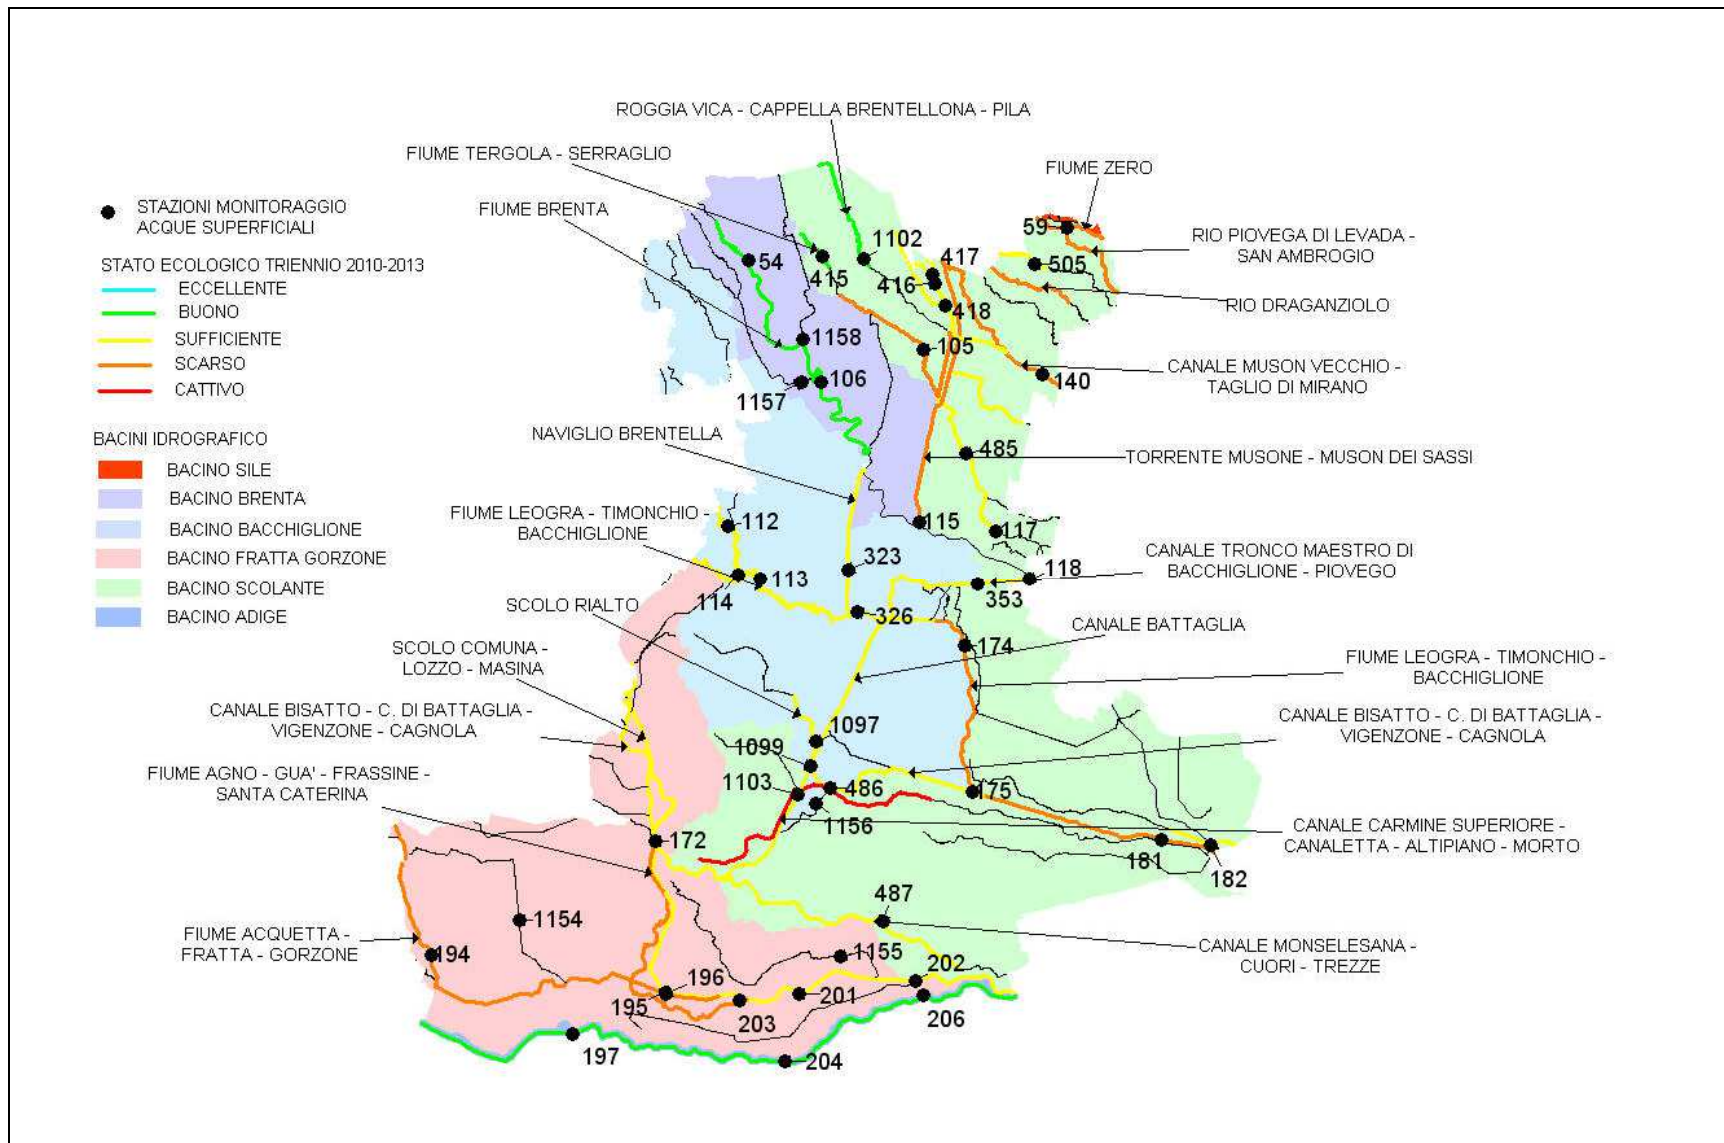 ROGGIA VICA - CAPPELLA BRENTELLONA - PILA
FIUME TERGOLA - SERRAGLIO
FIUME ZERO
FIUME BRENTA
STAZIONI MONITORAGGIO
ACQUE SUPERFICIALI
STATO ECOLOGICO TRIENNIO 2010-2013
ECCELLENTE
BUONO
SUFFICIENTE
SCARSO
CATTIVO
BACINI IDROGRAFICO
BACINO SILE
BACINO BRENTA
BACINO BACCHIGLIONE
BACINO FRATTA GORZONE
BACINO SCOLANTE
BACINO ADIGE
RIO PIOVEGA DI LEVADA -
SAN AMBROGIO
RIO DRAGANZIOLO
CANALE MUSON VECCHIO -
TAGLIO DI MIRANO
NAVIGLIO BRENTELLA
TORRENTE MUSONE - MUSON DEI SASSI
FIUME LEOGRA - TIMONCHIO -
BACCHIGLIONE
CANALE TRONCO MAESTRO DI
BACCHIGLIONE - PIOVEGO
SCOLO RIALTO
CANALE BATTAGLIA
SCOLO COMUNA -
LOZZO - MASINA
FIUME LEOGRA - TIMONCHIO -
BACCHIGLIONE
CANALE BISATTO - C. DI BATTAGLIA -
VIGENZONE - CAGNOLA
CANALE BISATTO - C. DI BATTAGLIA -
VIGENZONE - CAGNOLA
FIUME AGNO - GUA' - FRASSINE -
SANTA CATERINA
CANALE CARMINE SUPERIORE -
CANALETTA - ALTIPIANO - MORTO
FIUME ACQUETTA -
FRATTA - GORZONE
CANALE MONSELESANA -
CUORI - TREZZE
59
1102
417
54
415
416
505
418
1158
105
140
106
1157
485
112
115
117
323
113
118
114
353
326
174
1097
1099
1103
486
175
1156
172
181
182
487
1154
194
1155
196
202
195
201
203
206
197
204